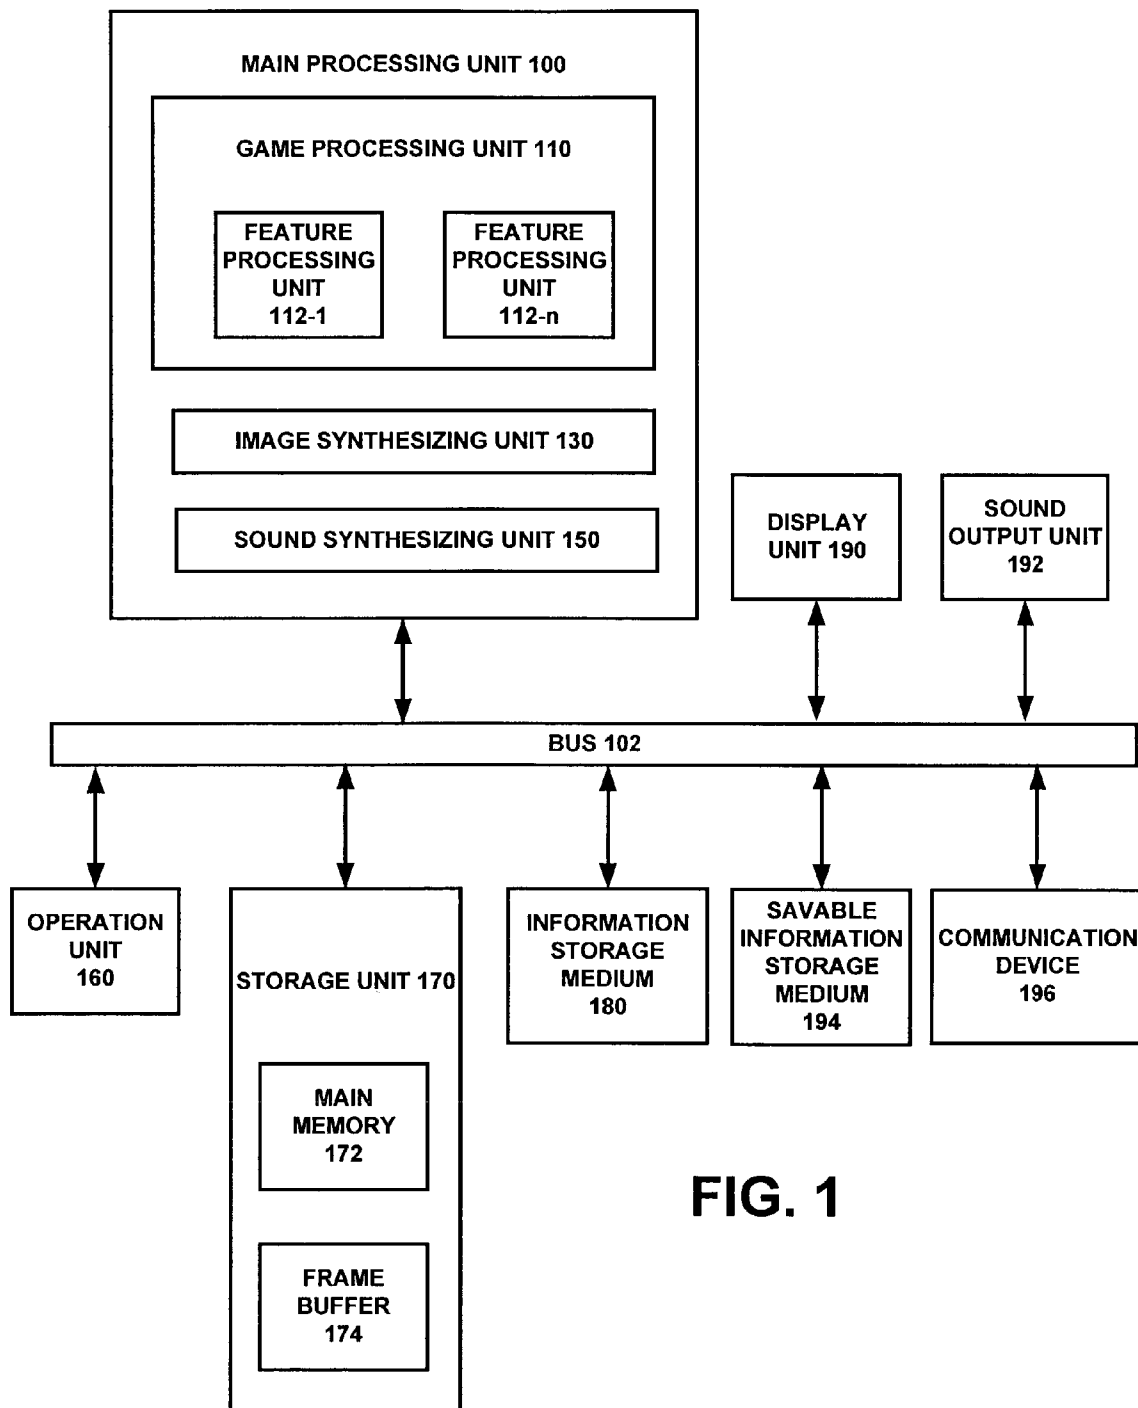 MAIN PROCESSING UNIT 100
GAME PROCESSING UNIT 110
FEATURE
PROCESSING
UNIT
112-1
FEATURE
PROCESSING
UNIT
112-n
IMAGE SYNTHESIZING UNIT 130
SOUND SYNTHESIZING UNIT 150
DISPLAY
UNIT 190
SOUND
OUTPUT UNIT
192
BUS 102
OPERATION
UNIT
160
STORAGE UNIT 170
MAIN
MEMORY
172
FRAME
BUFFER
174
INFORMATION
STORAGE
MEDIUM
180
SAVABLE
INFORMATION
STORAGE
MEDIUM
194
COMMUNICATION
DEVICE
196
FIG. 1